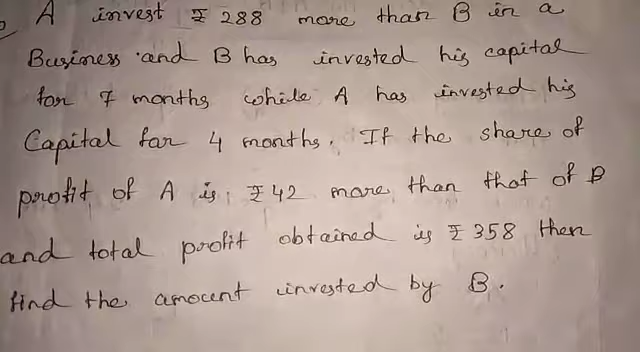 A invest ₹ 288 more than B in a
Business and B has invested his capital
for 7 months while A has invested his
Capital for 4 months. If the share of
profit of A is ₹ 42 more than that of B
and total profit obtained is ₹ 358 then
find the amocent invested by B.